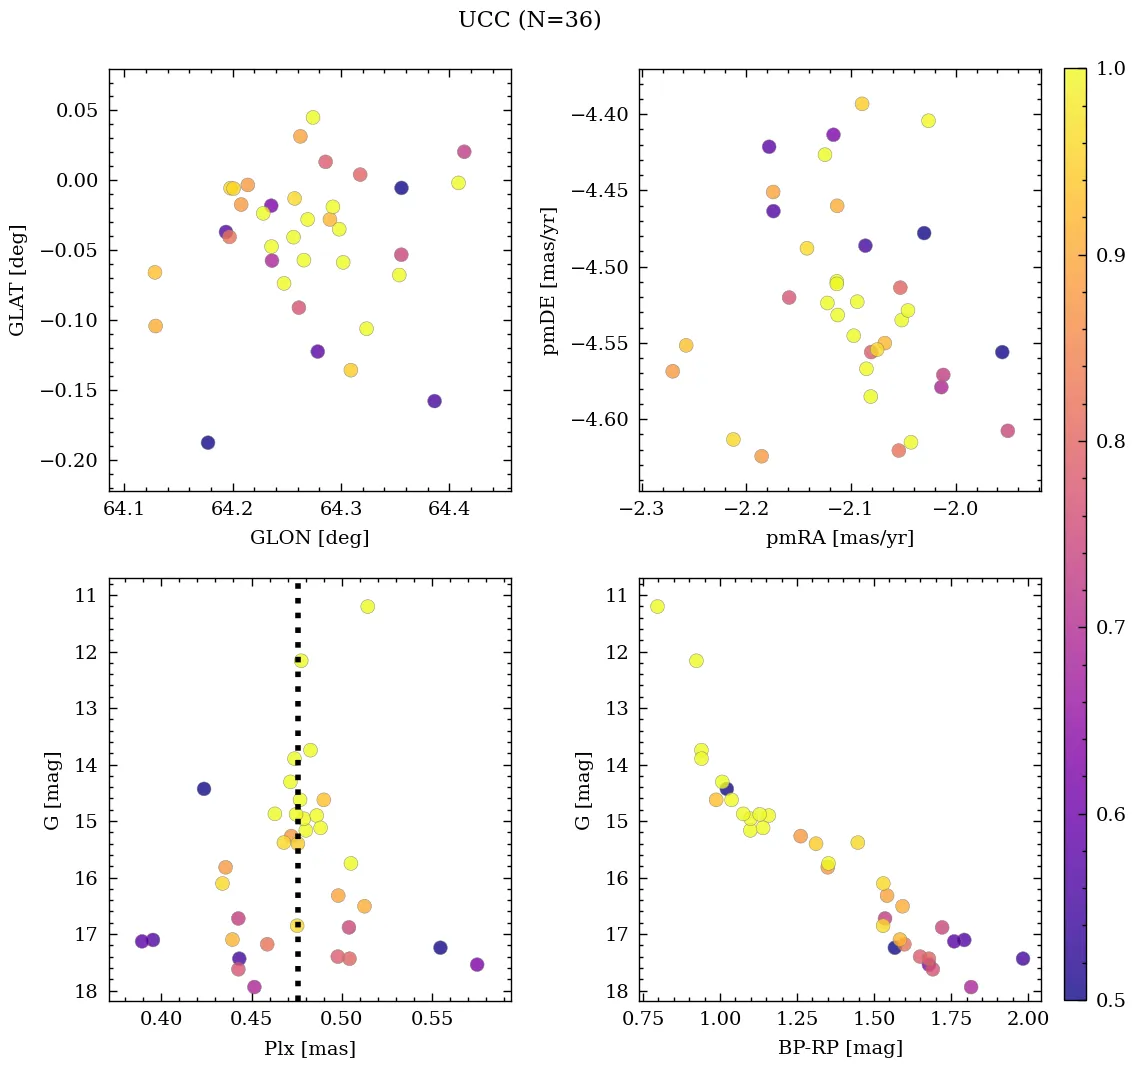 UCC (N=36)
0.05
0.00
−0.05
−0.10
−0.15
−0.20
GLAT [deg]
64.1 64.2 64.3 64.4
GLON [deg]
−4.40
−4.45
−4.50
−4.55
−4.60
pmDE [mas/yr]
−2.3 −2.2 −2.1 −2.0
pmRA [mas/yr]
11
12
13
14
15
16
17
18
G [mag]
0.40 0.45 0.50 0.55
Plx [mas]
11
12
13
14
15
16
17
18
G [mag]
0.75 1.00 1.25 1.50 1.75 2.00
BP-RP [mag]
1.0
0.9
0.8
0.7
0.6
0.5